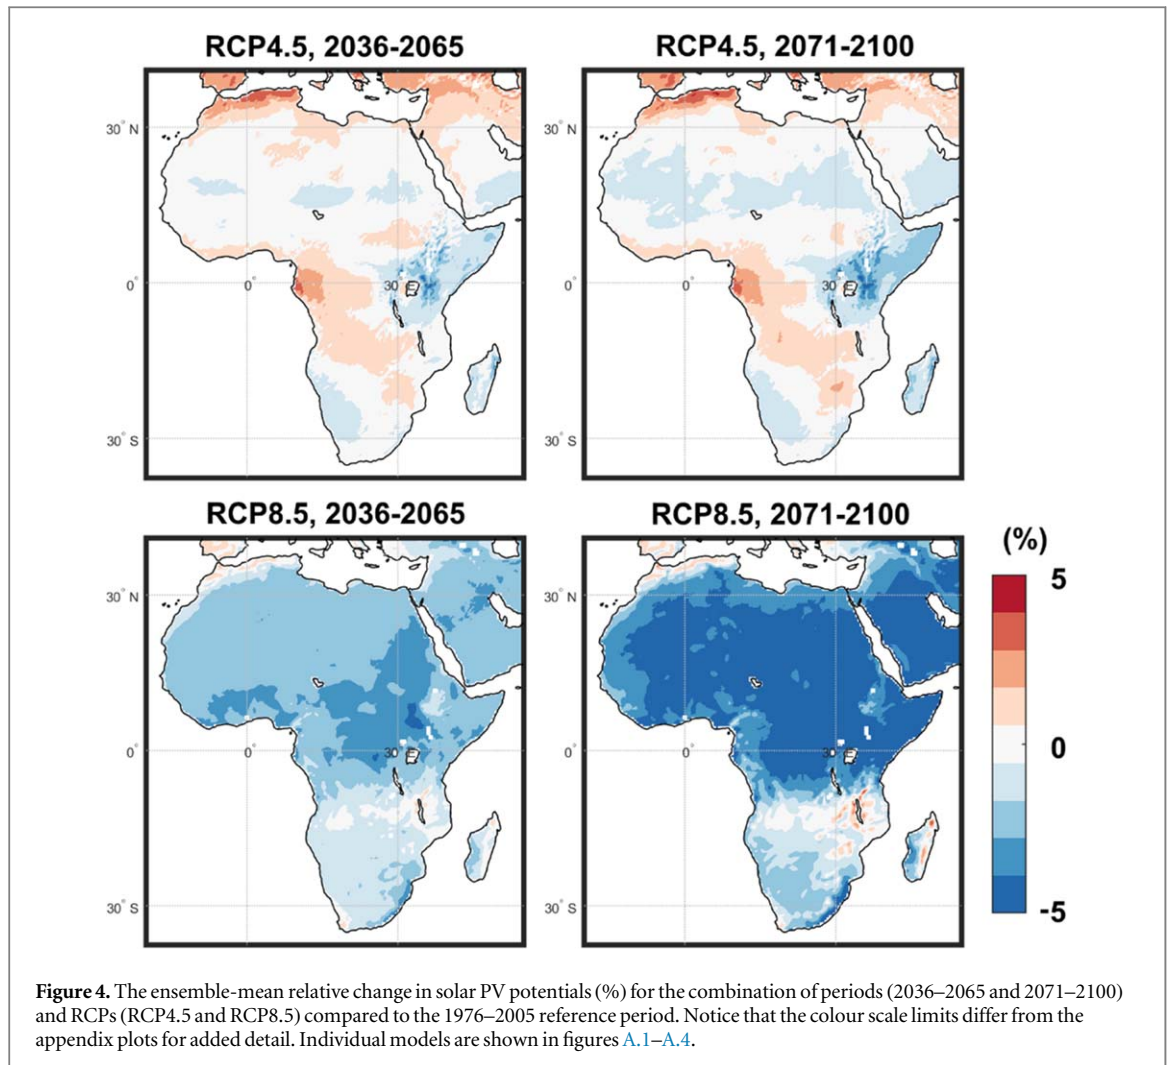 RCP4.5, 2036-2065
RCP4.5, 2071-2100
30° N
0°
30° S
0°
30° E
30° N
0°
30° S
0°
30° E
RCP8.5, 2036-2065
RCP8.5, 2071-2100
30° N
0°
30° S
0°
30° E
30° N
0°
30° S
0°
30° E
(%)
5
0
-5
Figure 4. The ensemble-mean relative change in solar PV potentials (%) for the combination of periods (2036–2065 and 2071–2100)
and RCPs (RCP4.5 and RCP8.5) compared to the 1976–2005 reference period. Notice that the colour scale limits differ from the
appendix plots for added detail. Individual models are shown in figures A.1–A.4.